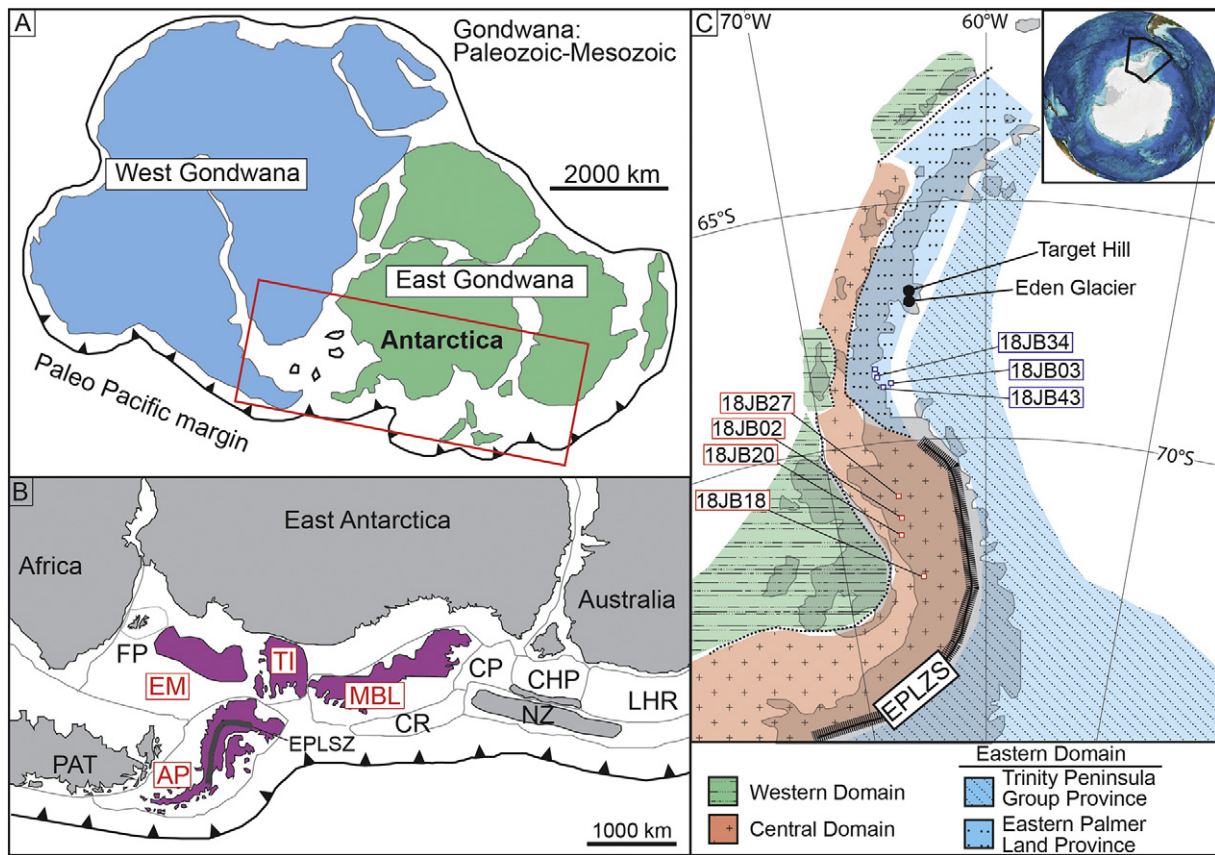 A
Gondwana:
Paleozoic-Mesozoic
West Gondwana
2000 km
East Gondwana
Antarctica
Paleo Pacific margin
B
East Antarctica
Africa
Australia
FP
EM
TI
MBL
CP
CHP
LHR
NZ
CR
EPLSZ
PAT
AP
1000 km
C
70°W
60°W
65°S
Target Hill
Eden Glacier
18JB34
18JB03
18JB43
18JB27
18JB02
18JB20
18JB18
70°S
EPLZS
Eastern Domain
Western Domain
Central Domain
Trinity Peninsula
Group Province
Eastern Palmer
Land Province